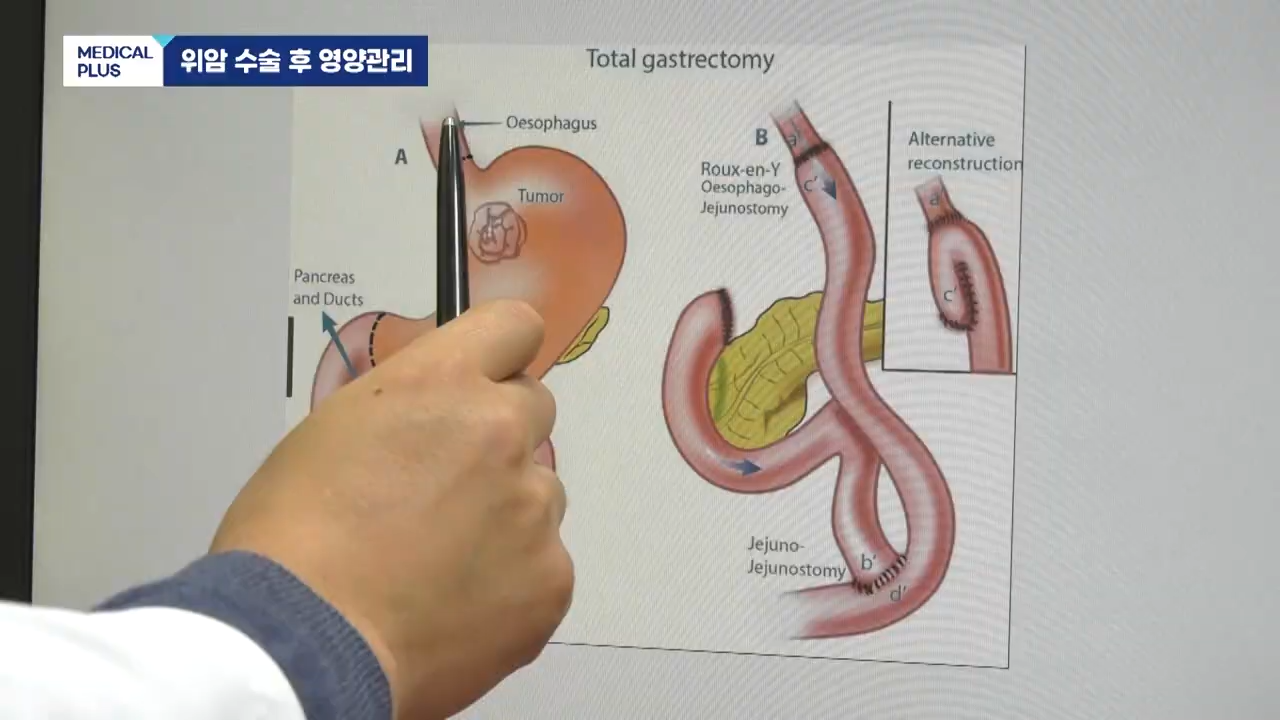 MEDICAL
PLUS
위암 수술 후 영양관리
Total gastrectomy
A
Oesophagus
Tumor
Pancreas
and Ducts
B
a'
Roux-en-Y
Oesophago-
Jejunostomy
c'
Alternative
reconstruction
a'
c'
Jejuno-
Jejunostomy
b'
d'